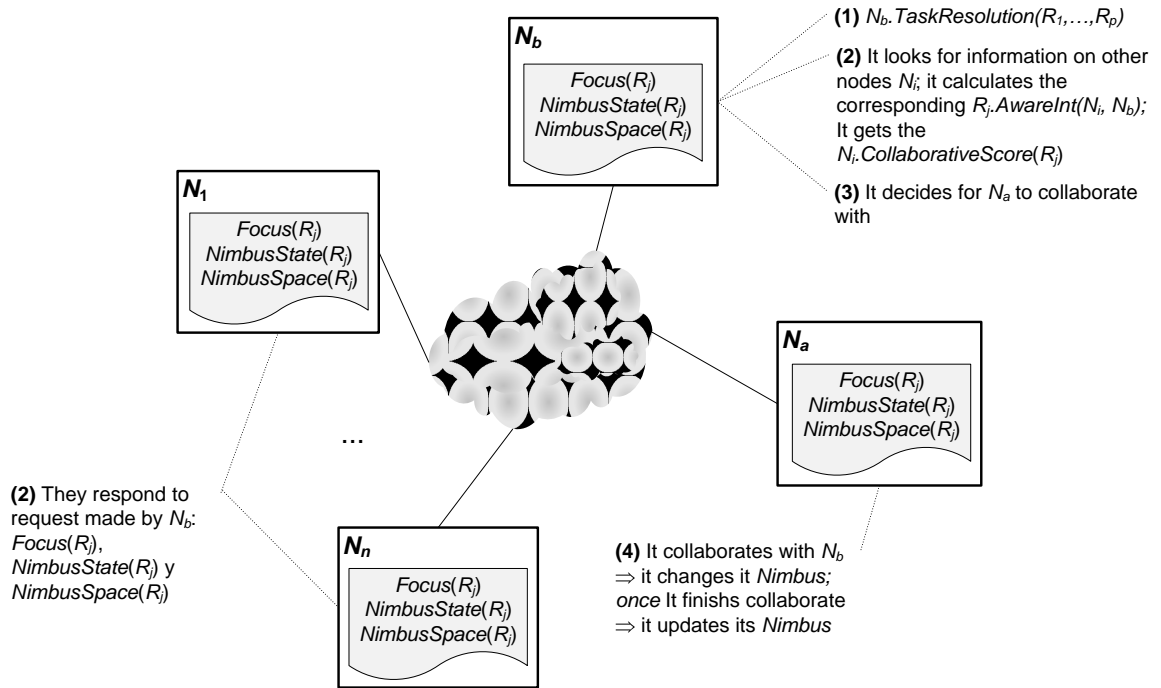 N_b
Focus(R_j)
NimbusState(R_j)
NimbusSpace(R_j)
(1) N_b.TaskResolution(R_1,…,R_p)
(2) It looks for information on other
nodes N_i; it calculates the
corresponding R_j.AwareInt(N_i, N_b);
It gets the
N_i.CollaborativeScore(R_j)
(3) It decides for N_a to collaborate
with
N_1
Focus(R_j)
NimbusState(R_j)
NimbusSpace(R_j)
N_a
Focus(R_j)
NimbusState(R_j)
NimbusSpace(R_j)
...
(2) They respond to
request made by N_b:
Focus(R_j),
NimbusState(R_j) y
NimbusSpace(R_j)
N_n
Focus(R_j)
NimbusState(R_j)
NimbusSpace(R_j)
(4) It collaborates with N_b
⇒ it changes it Nimbus;
once It finishs collaborate
⇒ it updates its Nimbus